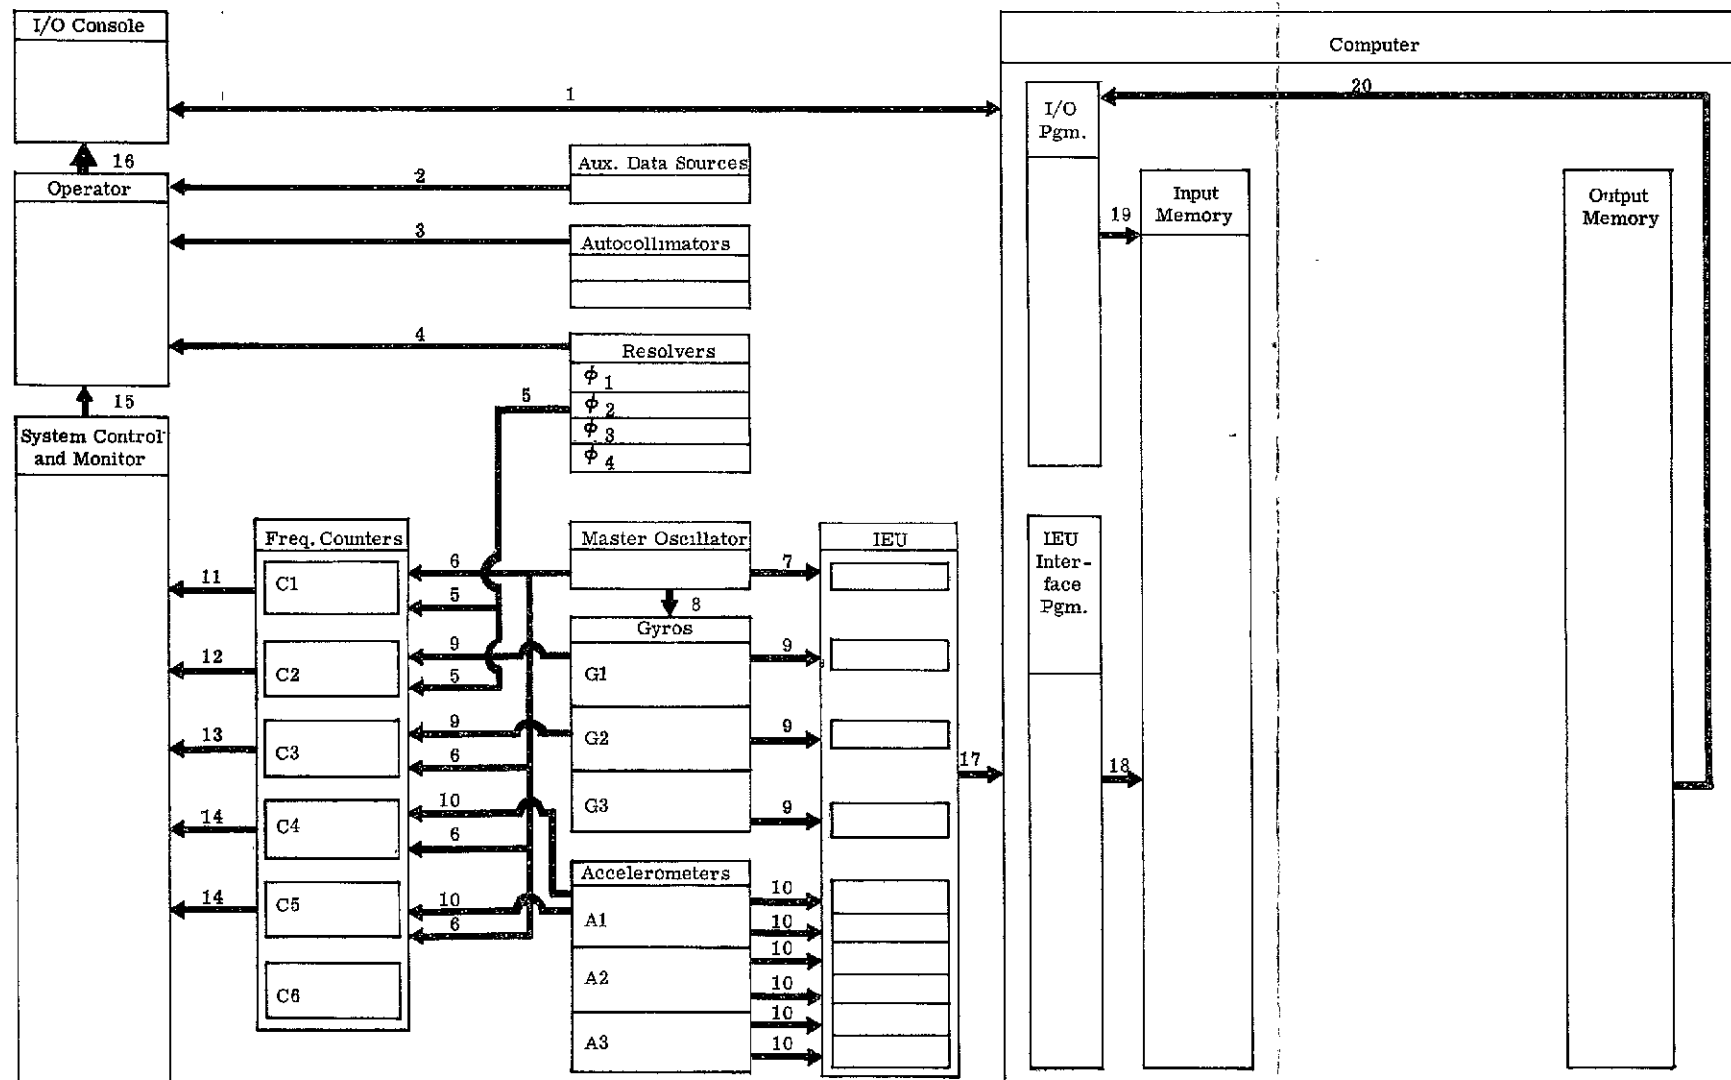 I/O Console
Computer
1
20
I/O
Pgm.
16
Aux. Data Sources
Operator
2
Input
Memory
Output
Memory
19
3
Autocollimators
4
Resolvers
ϕ 1
ϕ 2
ϕ 3
ϕ 4
5
15
System Control
and Monitor
Freq. Counters
Master Oscillator
IEU
IEU
Inter-
face
Pgm.
6
7
11
C1
5
8
Gyros
9
9
12
C2
G1
5
9
G2
9
13
C3
6
17
18
10
G3
9
14
C4
6
Accelerometers
10
14
C5
10
A1
6
10
10
C6
A2
10
10
A3
10